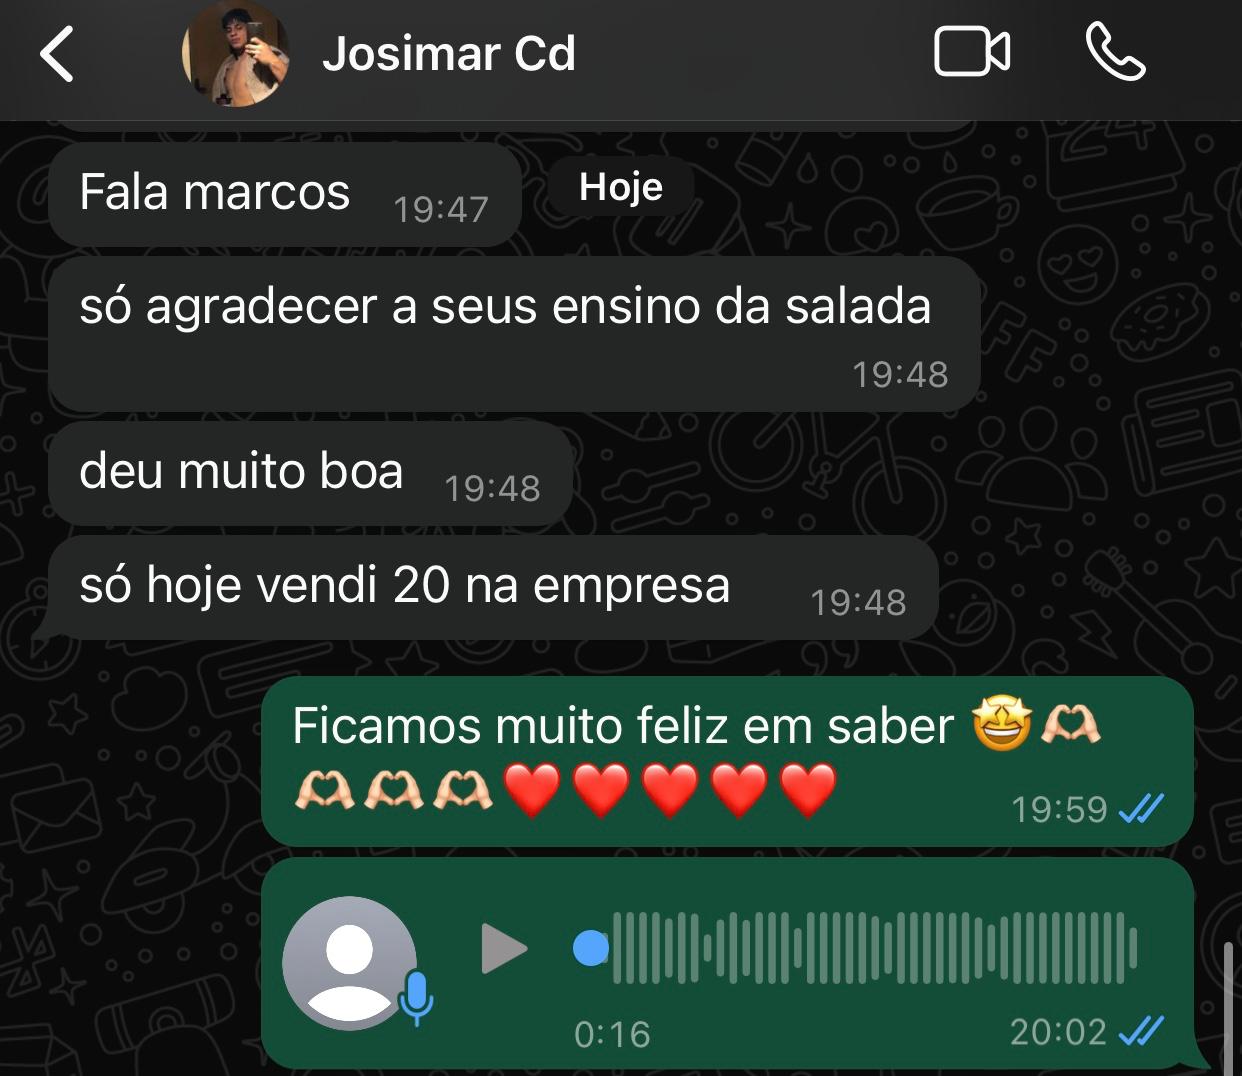 Josimar Cd
Fala marcos 19:47
Hoje
só agradecer a seus ensino da salada
19:48
deu muito boa 19:48
só hoje vendi 20 na empresa 19:48
Ficamos muito feliz em saber 🤩🫶🏻
🫶🏻🫶🏻🫶🏻❤️❤️❤️❤️❤️ 19:59
0:16 20:02